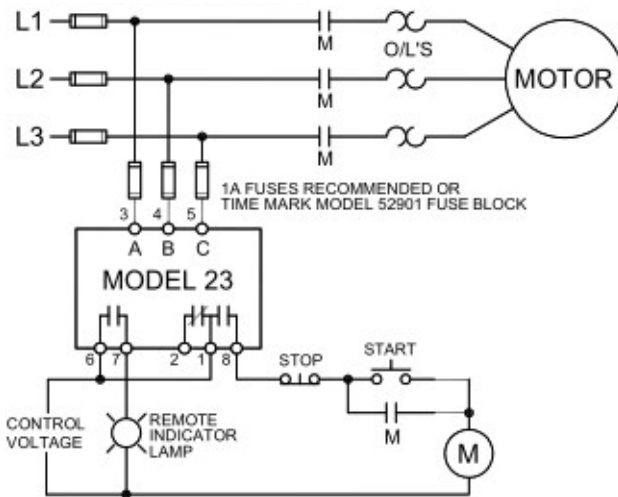 L1
M
O/L'S
L2
M
MOTOR
L3
M
1A FUSES RECOMMENDED OR
TIME MARK MODEL 52901 FUSE BLOCK
3 4 5
A B C
MODEL 23
6 7 2 1 8
STOP
START
M
CONTROL
VOLTAGE
REMOTE
INDICATOR
LAMP
M